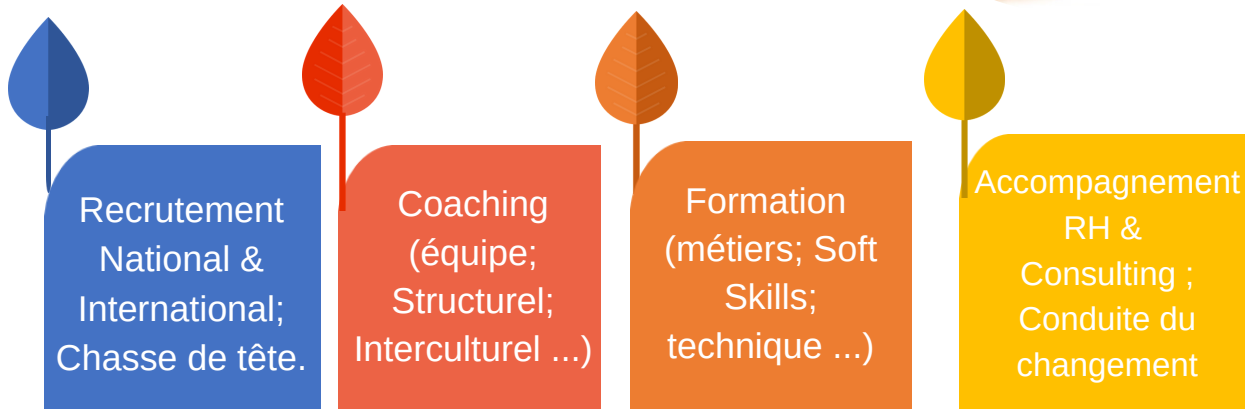 Recrutement
National &
International;
Chasse de tête.
Coaching
(équipe;
Structurel;
Interculturel ...)
Formation
(métiers; Soft
Skills;
technique ...)
Accompagnement
RH &
Consulting ;
Conduite du
changement